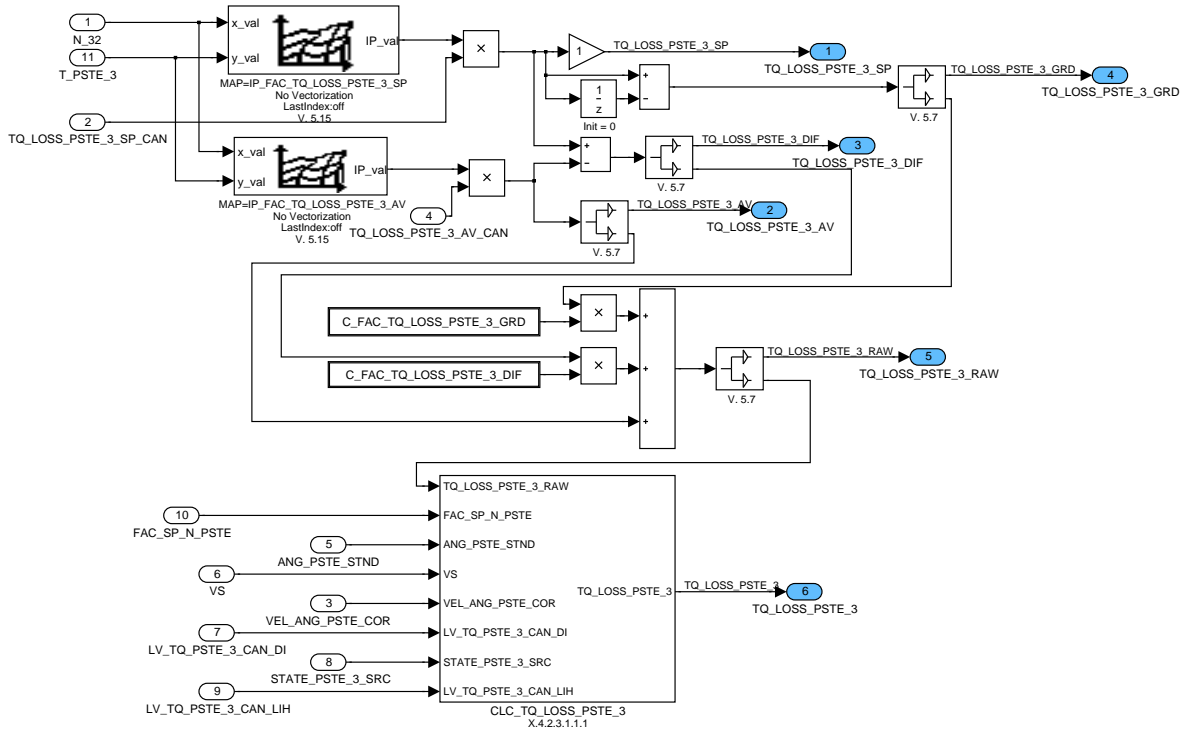 1
N_32
11
T_PSTE_3
x_val
y_val
IP_val
MAP=IP_FAC_TQ_LOSS_PSTE_3_SP
No Vectorization
LastIndex:off
V. 5.15
2
TQ_LOSS_PSTE_3_SP_CAN
x_val
y_val
IP_val
MAP=IP_FAC_TQ_LOSS_PSTE_3_AV
No Vectorization
LastIndex:off
V. 5.15
4
TQ_LOSS_PSTE_3_AV_CAN
×
×
1
TQ_LOSS_PSTE_3_SP
1
TQ_LOSS_PSTE_3_SP
1
z
Init = 0
+
−
V. 5.7
TQ_LOSS_PSTE_3_GRD
4
TQ_LOSS_PSTE_3_GRD
+
−
V. 5.7
TQ_LOSS_PSTE_3_DIF
3
TQ_LOSS_PSTE_3_DIF
V. 5.7
TQ_LOSS_PSTE_3_AV
2
TQ_LOSS_PSTE_3_AV
C_FAC_TQ_LOSS_PSTE_3_GRD
×
+
C_FAC_TQ_LOSS_PSTE_3_DIF
×
+
+
V. 5.7
TQ_LOSS_PSTE_3_RAW
5
TQ_LOSS_PSTE_3_RAW
TQ_LOSS_PSTE_3_RAW
10
FAC_SP_N_PSTE
FAC_SP_N_PSTE
5
ANG_PSTE_STND
ANG_PSTE_STND
6
VS
VS
3
VEL_ANG_PSTE_COR
VEL_ANG_PSTE_COR
7
LV_TQ_PSTE_3_CAN_DI
LV_TQ_PSTE_3_CAN_DI
8
STATE_PSTE_3_SRC
STATE_PSTE_3_SRC
9
LV_TQ_PSTE_3_CAN_LIH
LV_TQ_PSTE_3_CAN_LIH
TQ_LOSS_PSTE_3
TQ_LOSS_PSTE_3
6
TQ_LOSS_PSTE_3
CLC_TQ_LOSS_PSTE_3
X.4.2.3.1.1.1